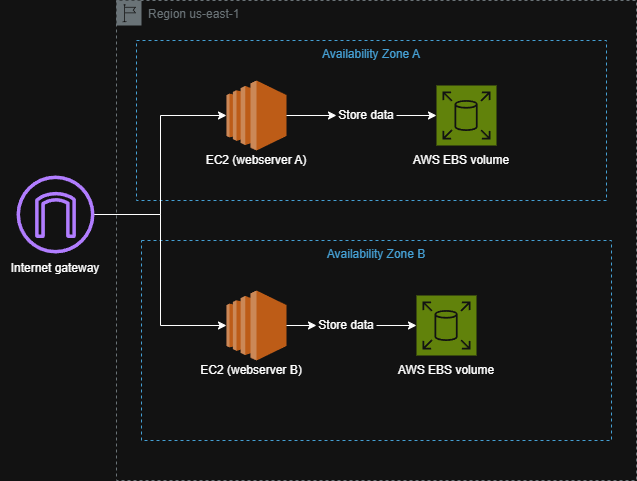 Region us-east-1
Availability Zone A
Store data
EC2 (webserver A)
AWS EBS volume
Internet gateway
Availability Zone B
Store data
EC2 (webserver B)
AWS EBS volume